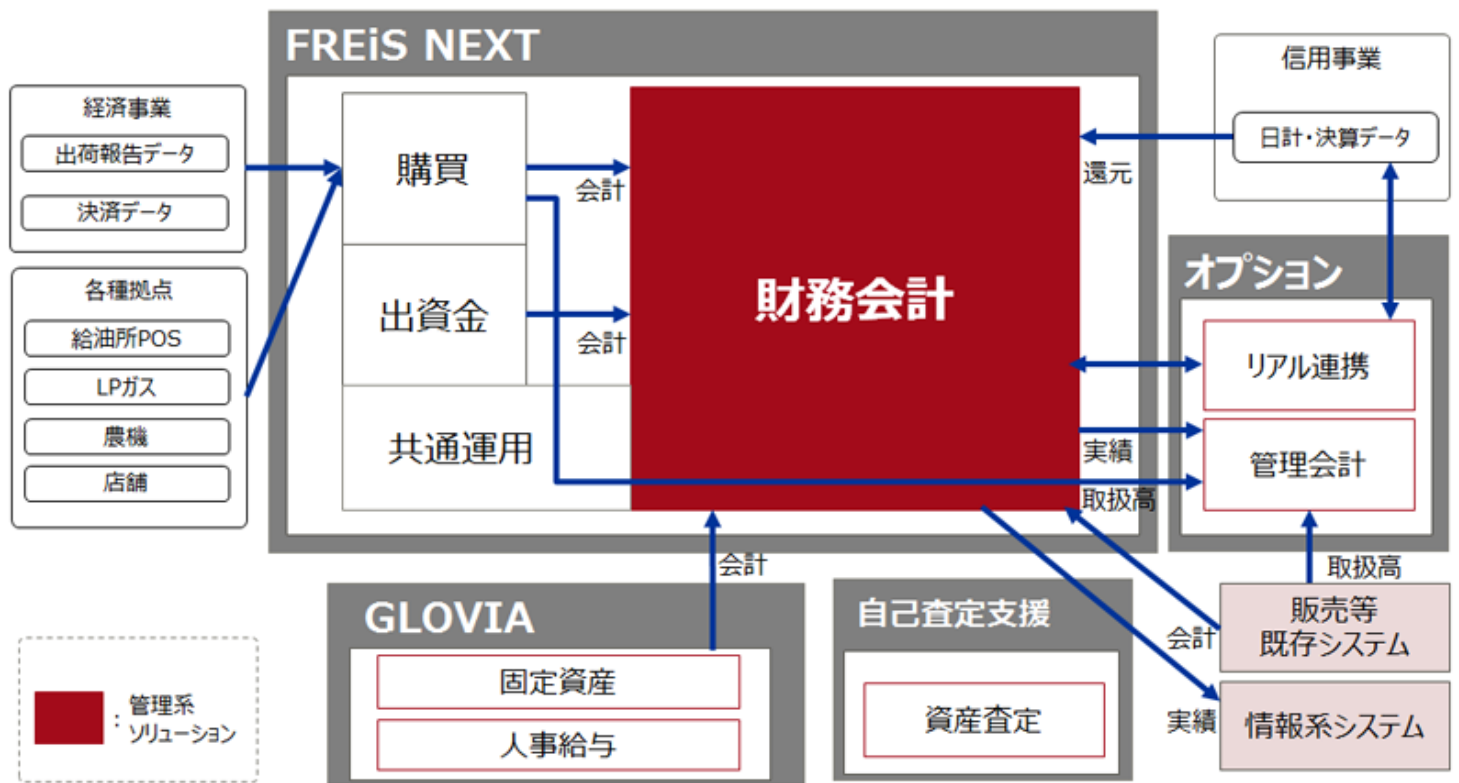 FREiS NEXT
経済事業
出荷報告データ
決済データ
各種拠点
給油所POS
LPガス
農機
店舗
購買
会計
出資金
会計
共通運用
財務会計
還元
信用事業
日計・決算データ
オプション
リアル連携
実績
管理会計
取扱高
会計
取扱高
GLOVIA
固定資産
人事給与
自己査定支援
資産査定
会計
販売等
既存システム
実績
情報系システム
：管理系
ソリューション